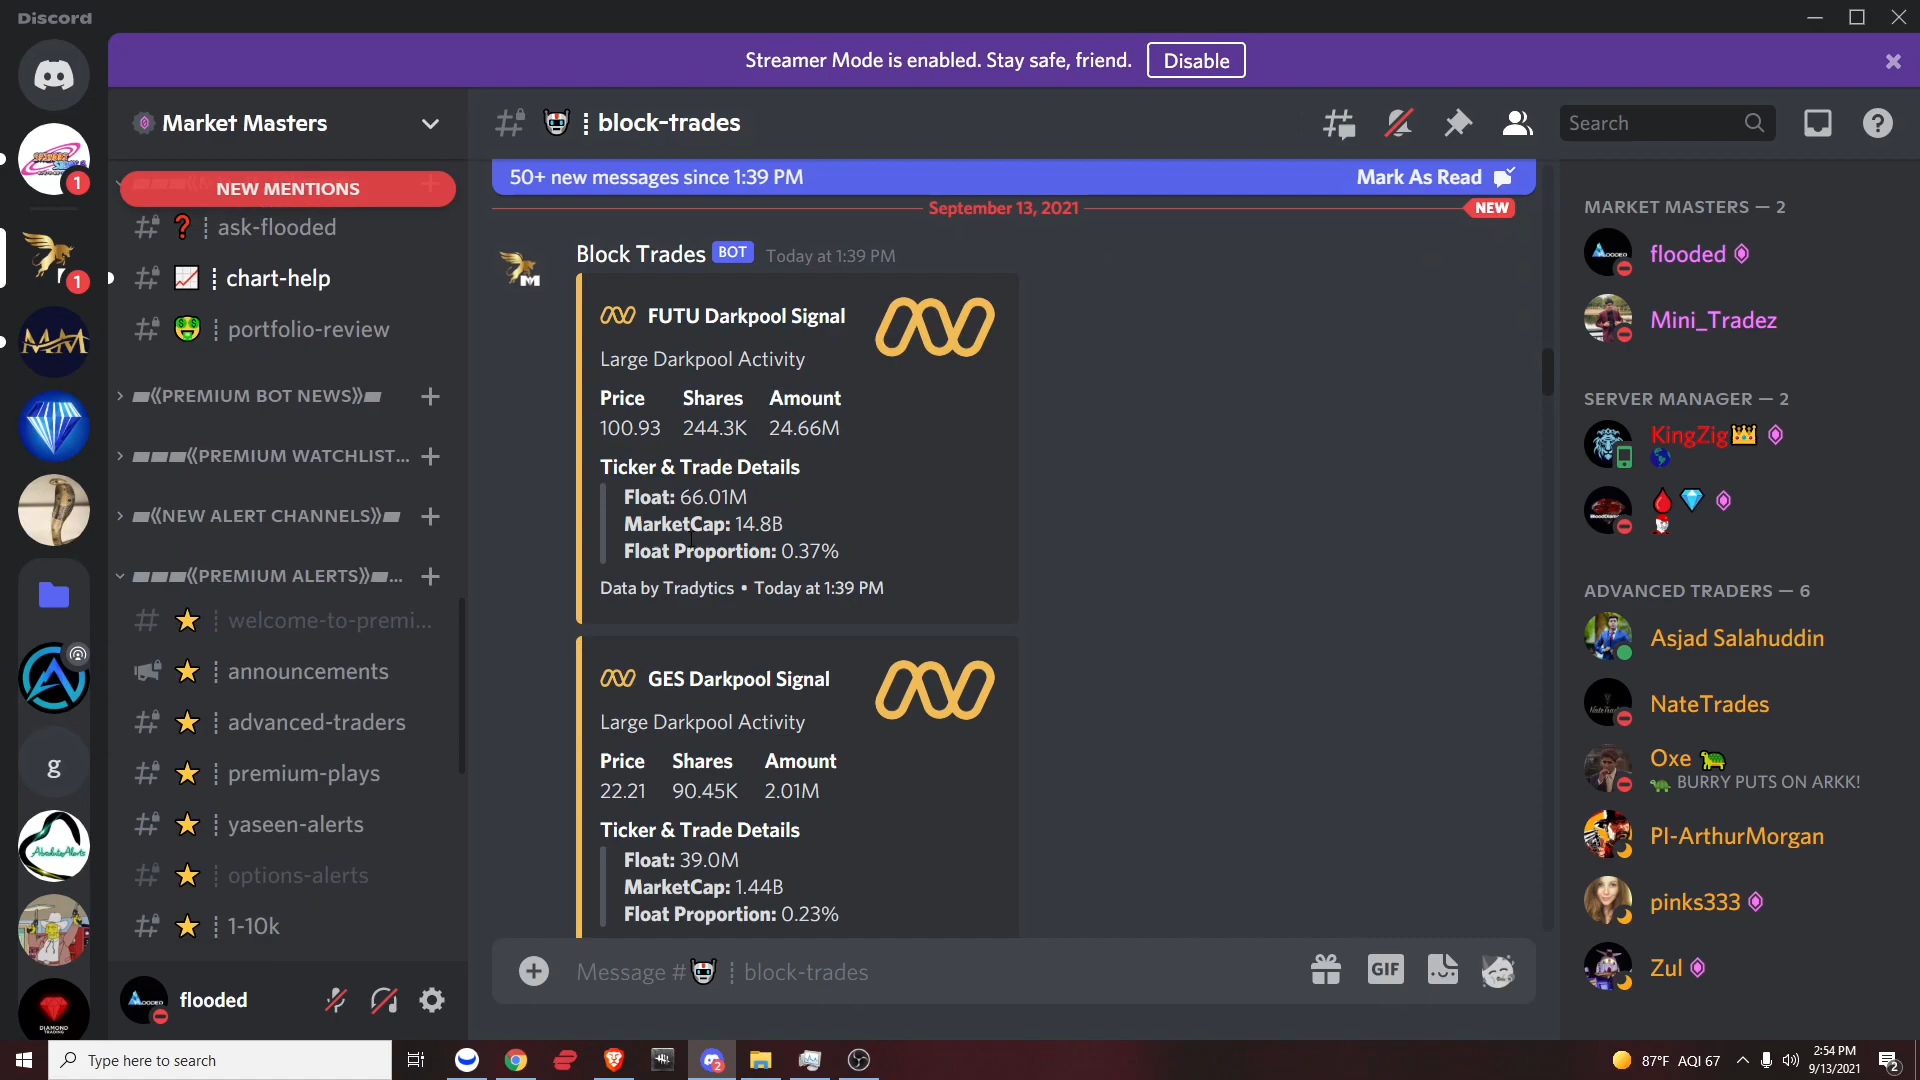 Discord
Streamer Mode is enabled. Stay safe, friend.
Disable
Market Masters
block-trades
Search
NEW MENTIONS
ask-flooded
chart-help
portfolio-review
《PREMIUM BOT NEWS》
《PREMIUM WATCHLIST...
《NEW ALERT CHANNELS》
《PREMIUM ALERTS》...
welcome-to-premi...
announcements
advanced-traders
premium-plays
yaseen-alerts
options-alerts
1-10k
flooded
1
1
g
AbsoluteAlerts
DIAMOND
TRADING
50+ new messages since 1:39 PM
Mark As Read
September 13, 2021
NEW
Block Trades BOT Today at 1:39 PM
FUTU Darkpool Signal
Large Darkpool Activity
Price Shares Amount
100.93 244.3K 24.66M
Ticker & Trade Details
Float: 66.01M
MarketCap: 14.8B
Float Proportion: 0.37%
Data by Tradytics • Today at 1:39 PM
GES Darkpool Signal
Large Darkpool Activity
Price Shares Amount
22.21 90.45K 2.01M
Ticker & Trade Details
Float: 39.0M
MarketCap: 1.44B
Float Proportion: 0.23%
Message # block-trades
GIF
MARKET MASTERS — 2
flooded
Mini_Tradez
SERVER MANAGER — 2
KingZig
ADVANCED TRADERS — 6
Asjad Salahuddin
NateTrades
Oxe
BURRY PUTS ON ARKK!
PI-ArthurMorgan
pinks333
Zul
Type here to search
2
87°F AQI 67
2:54 PM
9/13/2021
2